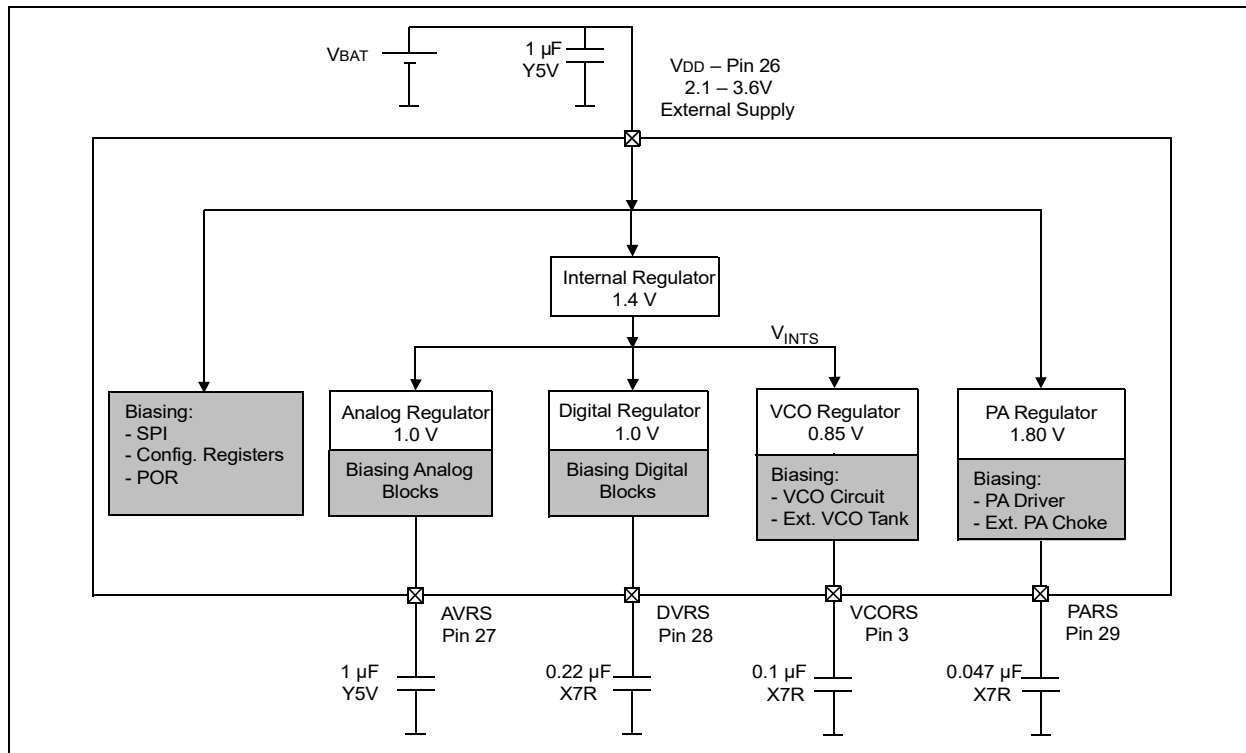 VBAT
1 µF
Y5V
VDD – Pin 26
2.1 – 3.6V
External Supply
Internal Regulator
1.4 V
VINTS
Biasing:
- SPI
- Config. Registers
- POR
Analog Regulator
1.0 V
Biasing Analog
Blocks
Digital Regulator
1.0 V
Biasing Digital
Blocks
VCO Regulator
0.85 V
Biasing:
- VCO Circuit
- Ext. VCO Tank
PA Regulator
1.80 V
Biasing:
- PA Driver
- Ext. PA Choke
AVRS
Pin 27
DVRS
Pin 28
VCORS
Pin 3
PARS
Pin 29
1 µF
Y5V
0.22 µF
X7R
0.1 µF
X7R
0.047 µF
X7R